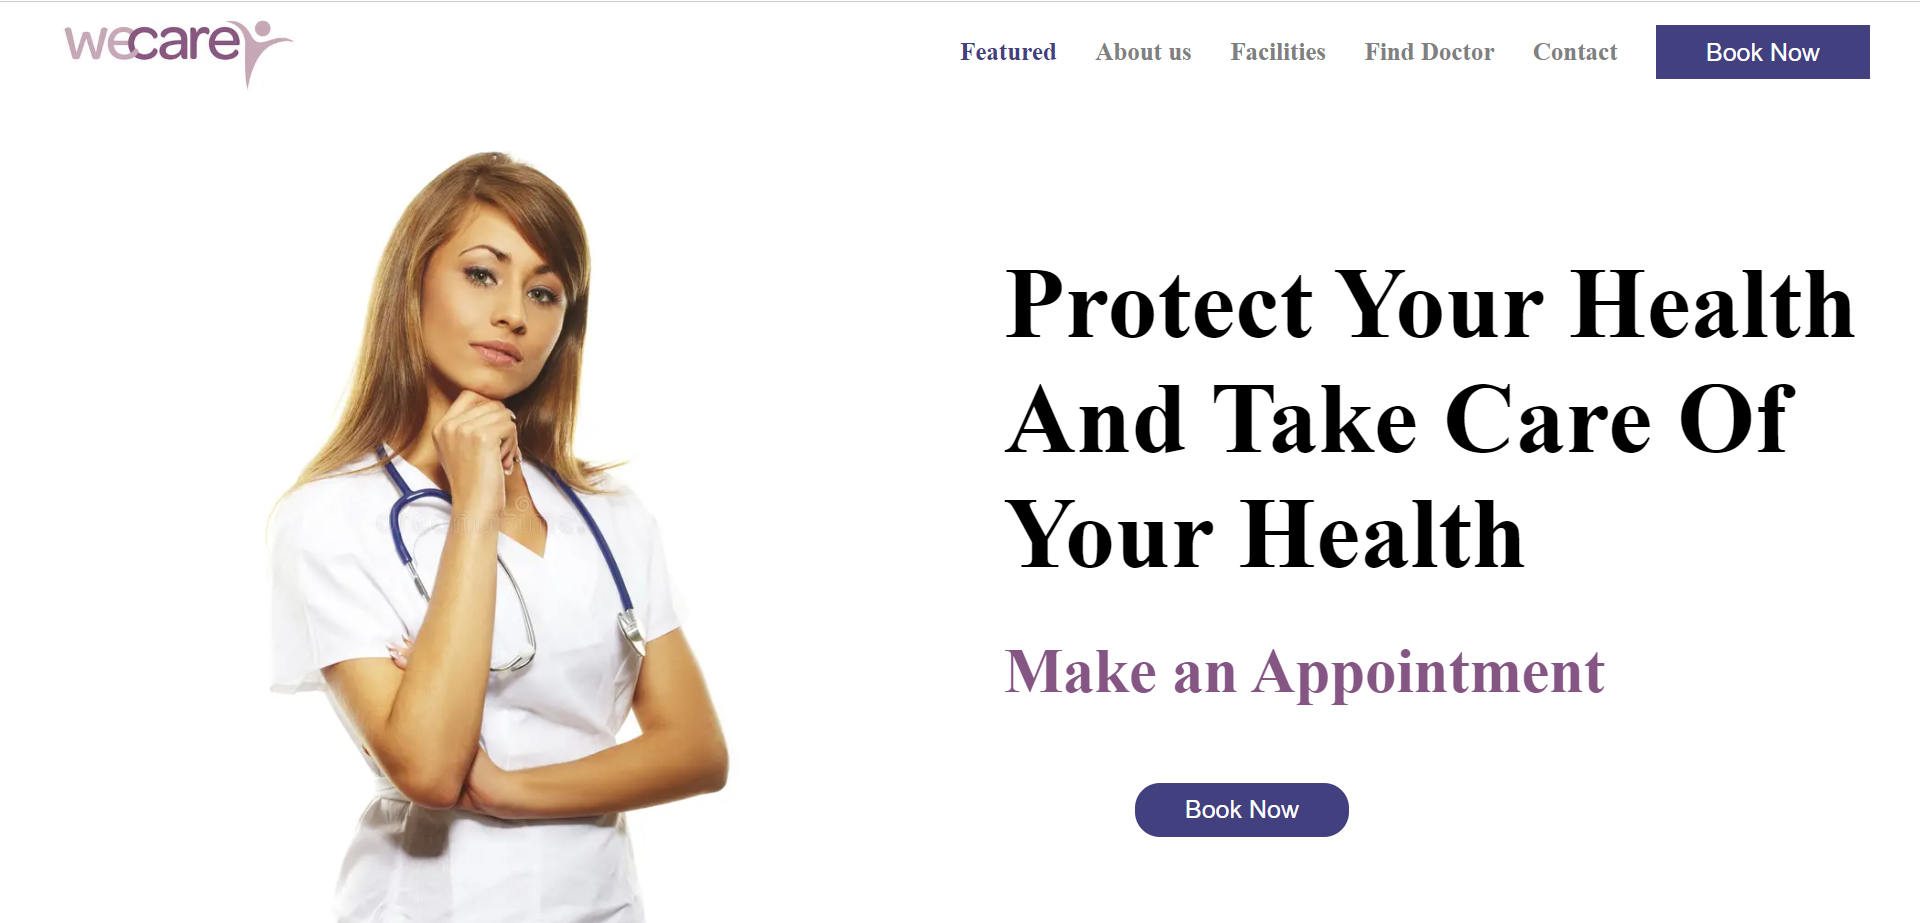 wecare
Featured About us Facilities Find Doctor Contact Book Now
Protect Your Health
And Take Care Of
Your Health
Make an Appointment
Book Now